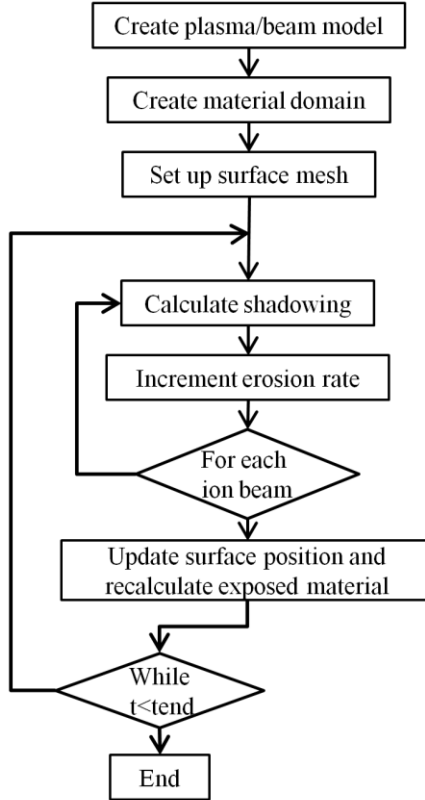 Create plasma/beam model
Create material domain
Set up surface mesh
Calculate shadowing
Increment erosion rate
For each
ion beam
Update surface position and
recalculate exposed material
While
t<tend
End